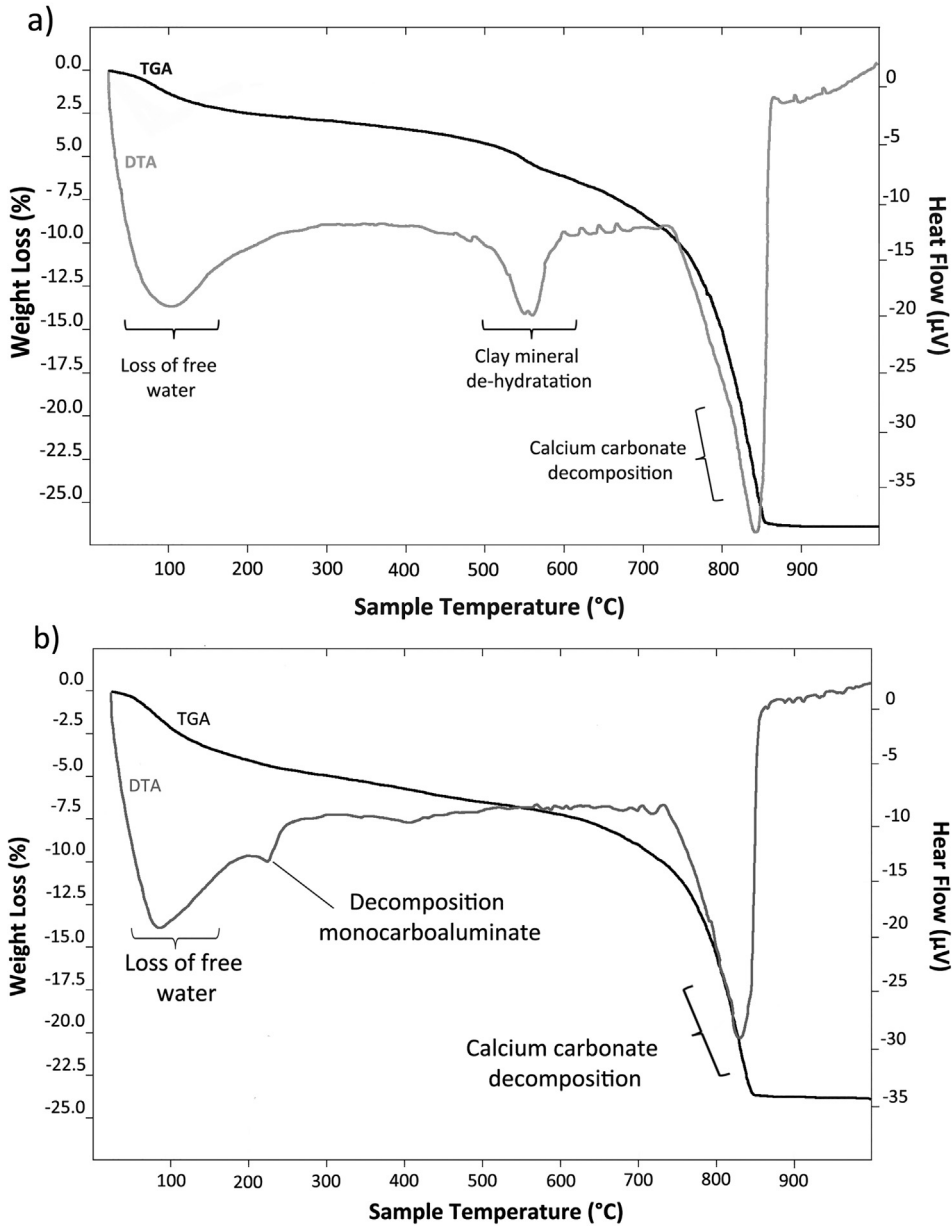 a)
0.0
2.5
5.0
- 7.5
-10.0
-12.5
-15.0
-17.5
-20.0
-22.5
-25.0
Weight Loss (%)
TGA
DTA
Loss of free
water
Clay mineral
de-hydratation
Calcium carbonate
decomposition
0
-5
-10
-15
-20
-25
-30
-35
Heat Flow (µV)
100 200 300 400 500 600 700 800 900
Sample Temperature (°C)
b)
0.0
-2.5
-5.0
-7.5
-10.0
-12.5
-15.0
-17.5
-20.0
-22.5
-25.0
Weight Loss (%)
TGA
DTA
Decomposition
monocarboaluminate
Loss of free
water
Calcium carbonate
decomposition
0
-5
-10
-15
-20
-25
-30
-35
Hear Flow (µV)
100 200 300 400 500 600 700 800 900
Sample Temperature (°C)